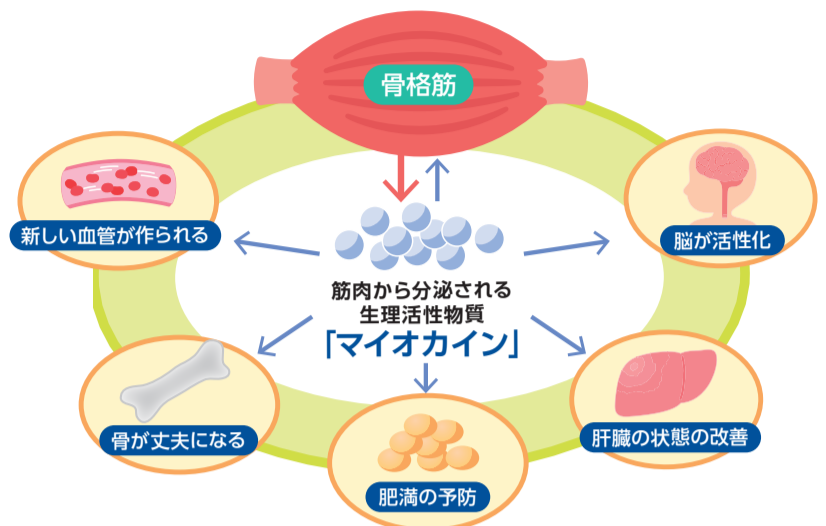 骨格筋
新しい血管が作られる
脳が活性化
筋肉から分泌される
生理活性物質
「マイオカイン」
骨が丈夫になる
肝臓の状態の改善
肥満の予防